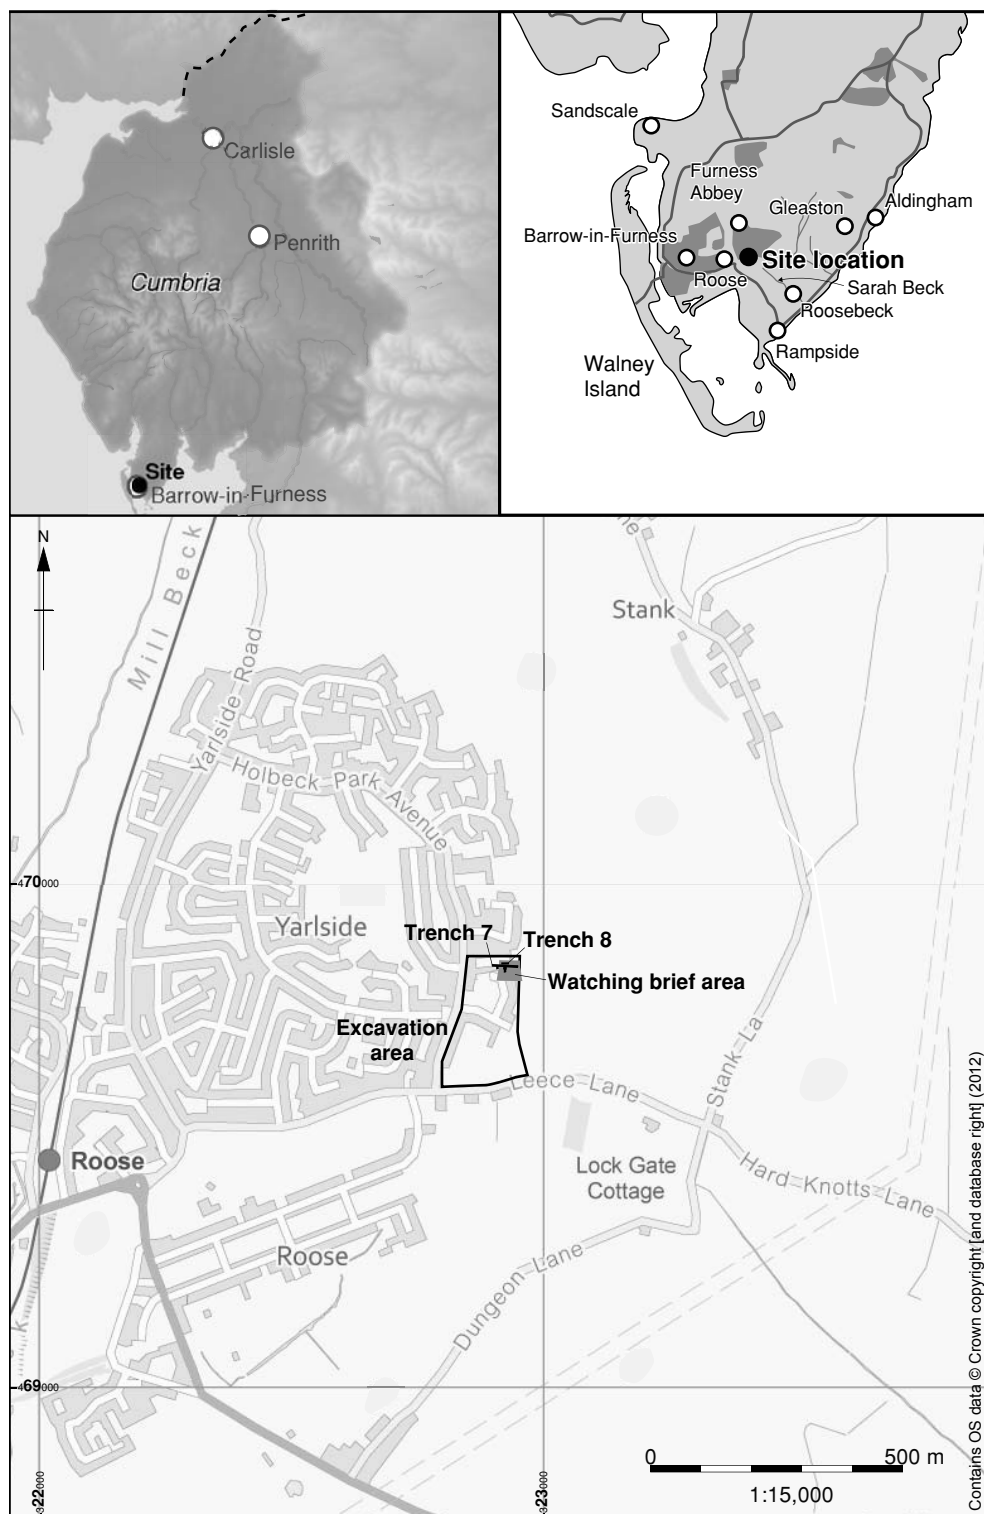 Carlisle
Penrith
Cumbria
Site
Barrow-in-Furness
Sandscale
Furness
Abbey
Gleaston
Aldingham
Barrow-in-Furness
Site location
Roose
Sarah Beck
Roosebeck
Rampside
Walney
Island
N
Mill Beck
Yarlside Road
Stank
Holbeck Park Avenue
470000
Yarlside
Trench 7
Trench 8
Watching brief area
Excavation
area
Leece Lane
Stank La
Roose
Lock Gate
Cottage
Hard Knotts Lane
Roose
Dungeon Lane
469000
0
500 m
1:15,000
322000
323000
Contains OS data © Crown copyright [and database right] (2012)